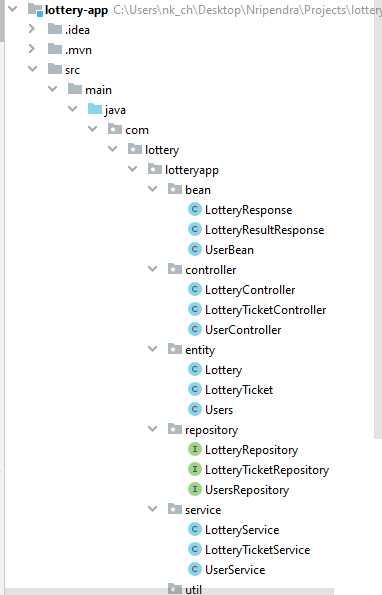 lottery-app C:\Users\nk_ch\Desktop\Nripendra\Projects\lottery
.idea
.mvn
src
main
java
com
lottery
lotteryapp
bean
C LotteryResponse
C LotteryResultResponse
C UserBean
controller
C LotteryController
C LotteryTicketController
C UserController
entity
C Lottery
C LotteryTicket
C Users
repository
I LotteryRepository
I LotteryTicketRepository
I UsersRepository
service
C LotteryService
C LotteryTicketService
C UserService
util